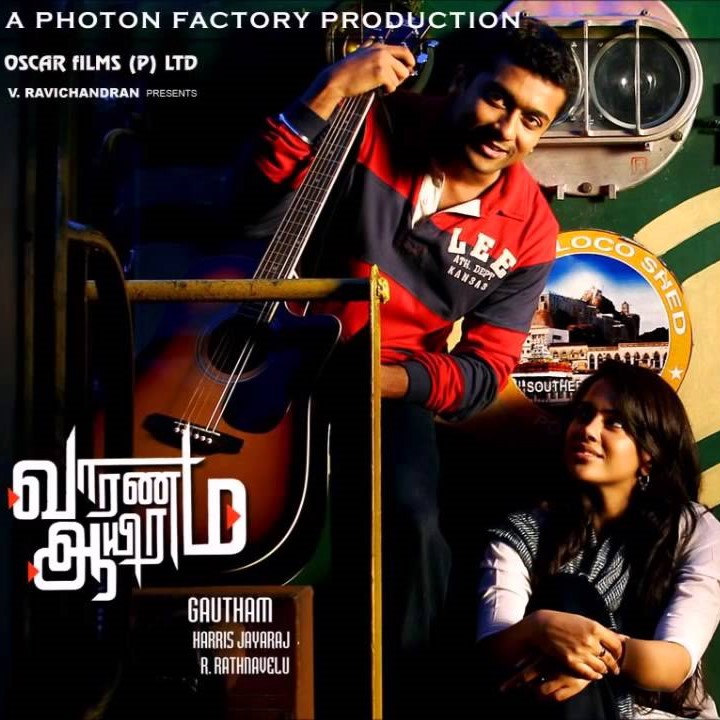 A PHOTON FACTORY PRODUCTION
OSCAR FILMS (P) LTD
V. RAVICHANDRAN PRESENTS
LEE
ATH. DEPT
KANSAS
LOCO SHED
வாரணம்
ஆயிரம்
GAUTHAM
HARRIS JAYARAJ
R. RATHNAVELU